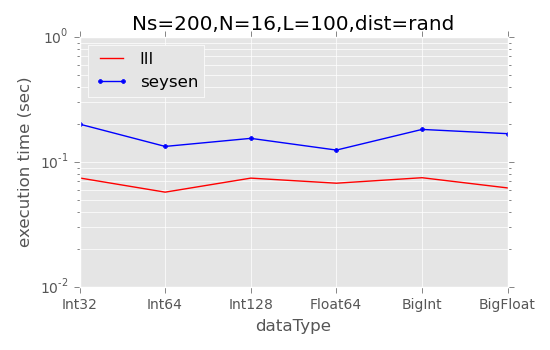 Ns=200,N=16,L=100,dist=rand
10^0
lll
seysen
execution time (sec)
10^-1
10^-2
Int32 Int64 Int128 Float64 BigInt BigFloat
dataType